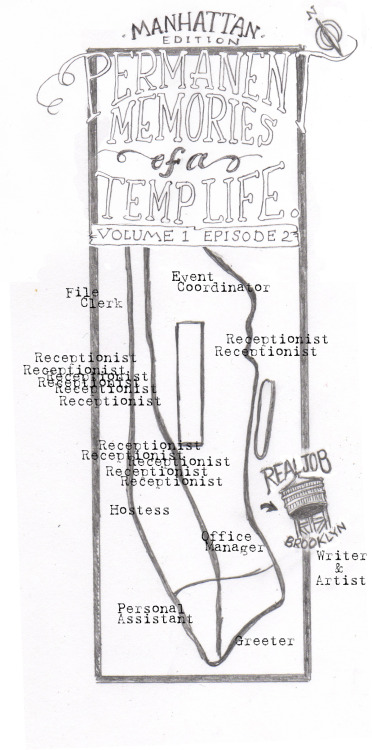 MANHATTAN
EDITION
N
PERMANENT
MEMORIES
of a
TEMP LIFE.
VOLUME 1 EPISODE 2
Event
Coordinator
File
Clerk
Receptionist
Receptionist
Receptionist
Receptionist
Receptionist
Receptionist
Receptionist
Receptionist
Receptionist
Receptionist
Receptionist
Receptionist
Receptionist
REAL JOB
BROOKLYN
Hostess
Office
Manager
Writer
&
Artist
Personal
Assistant
Greeter